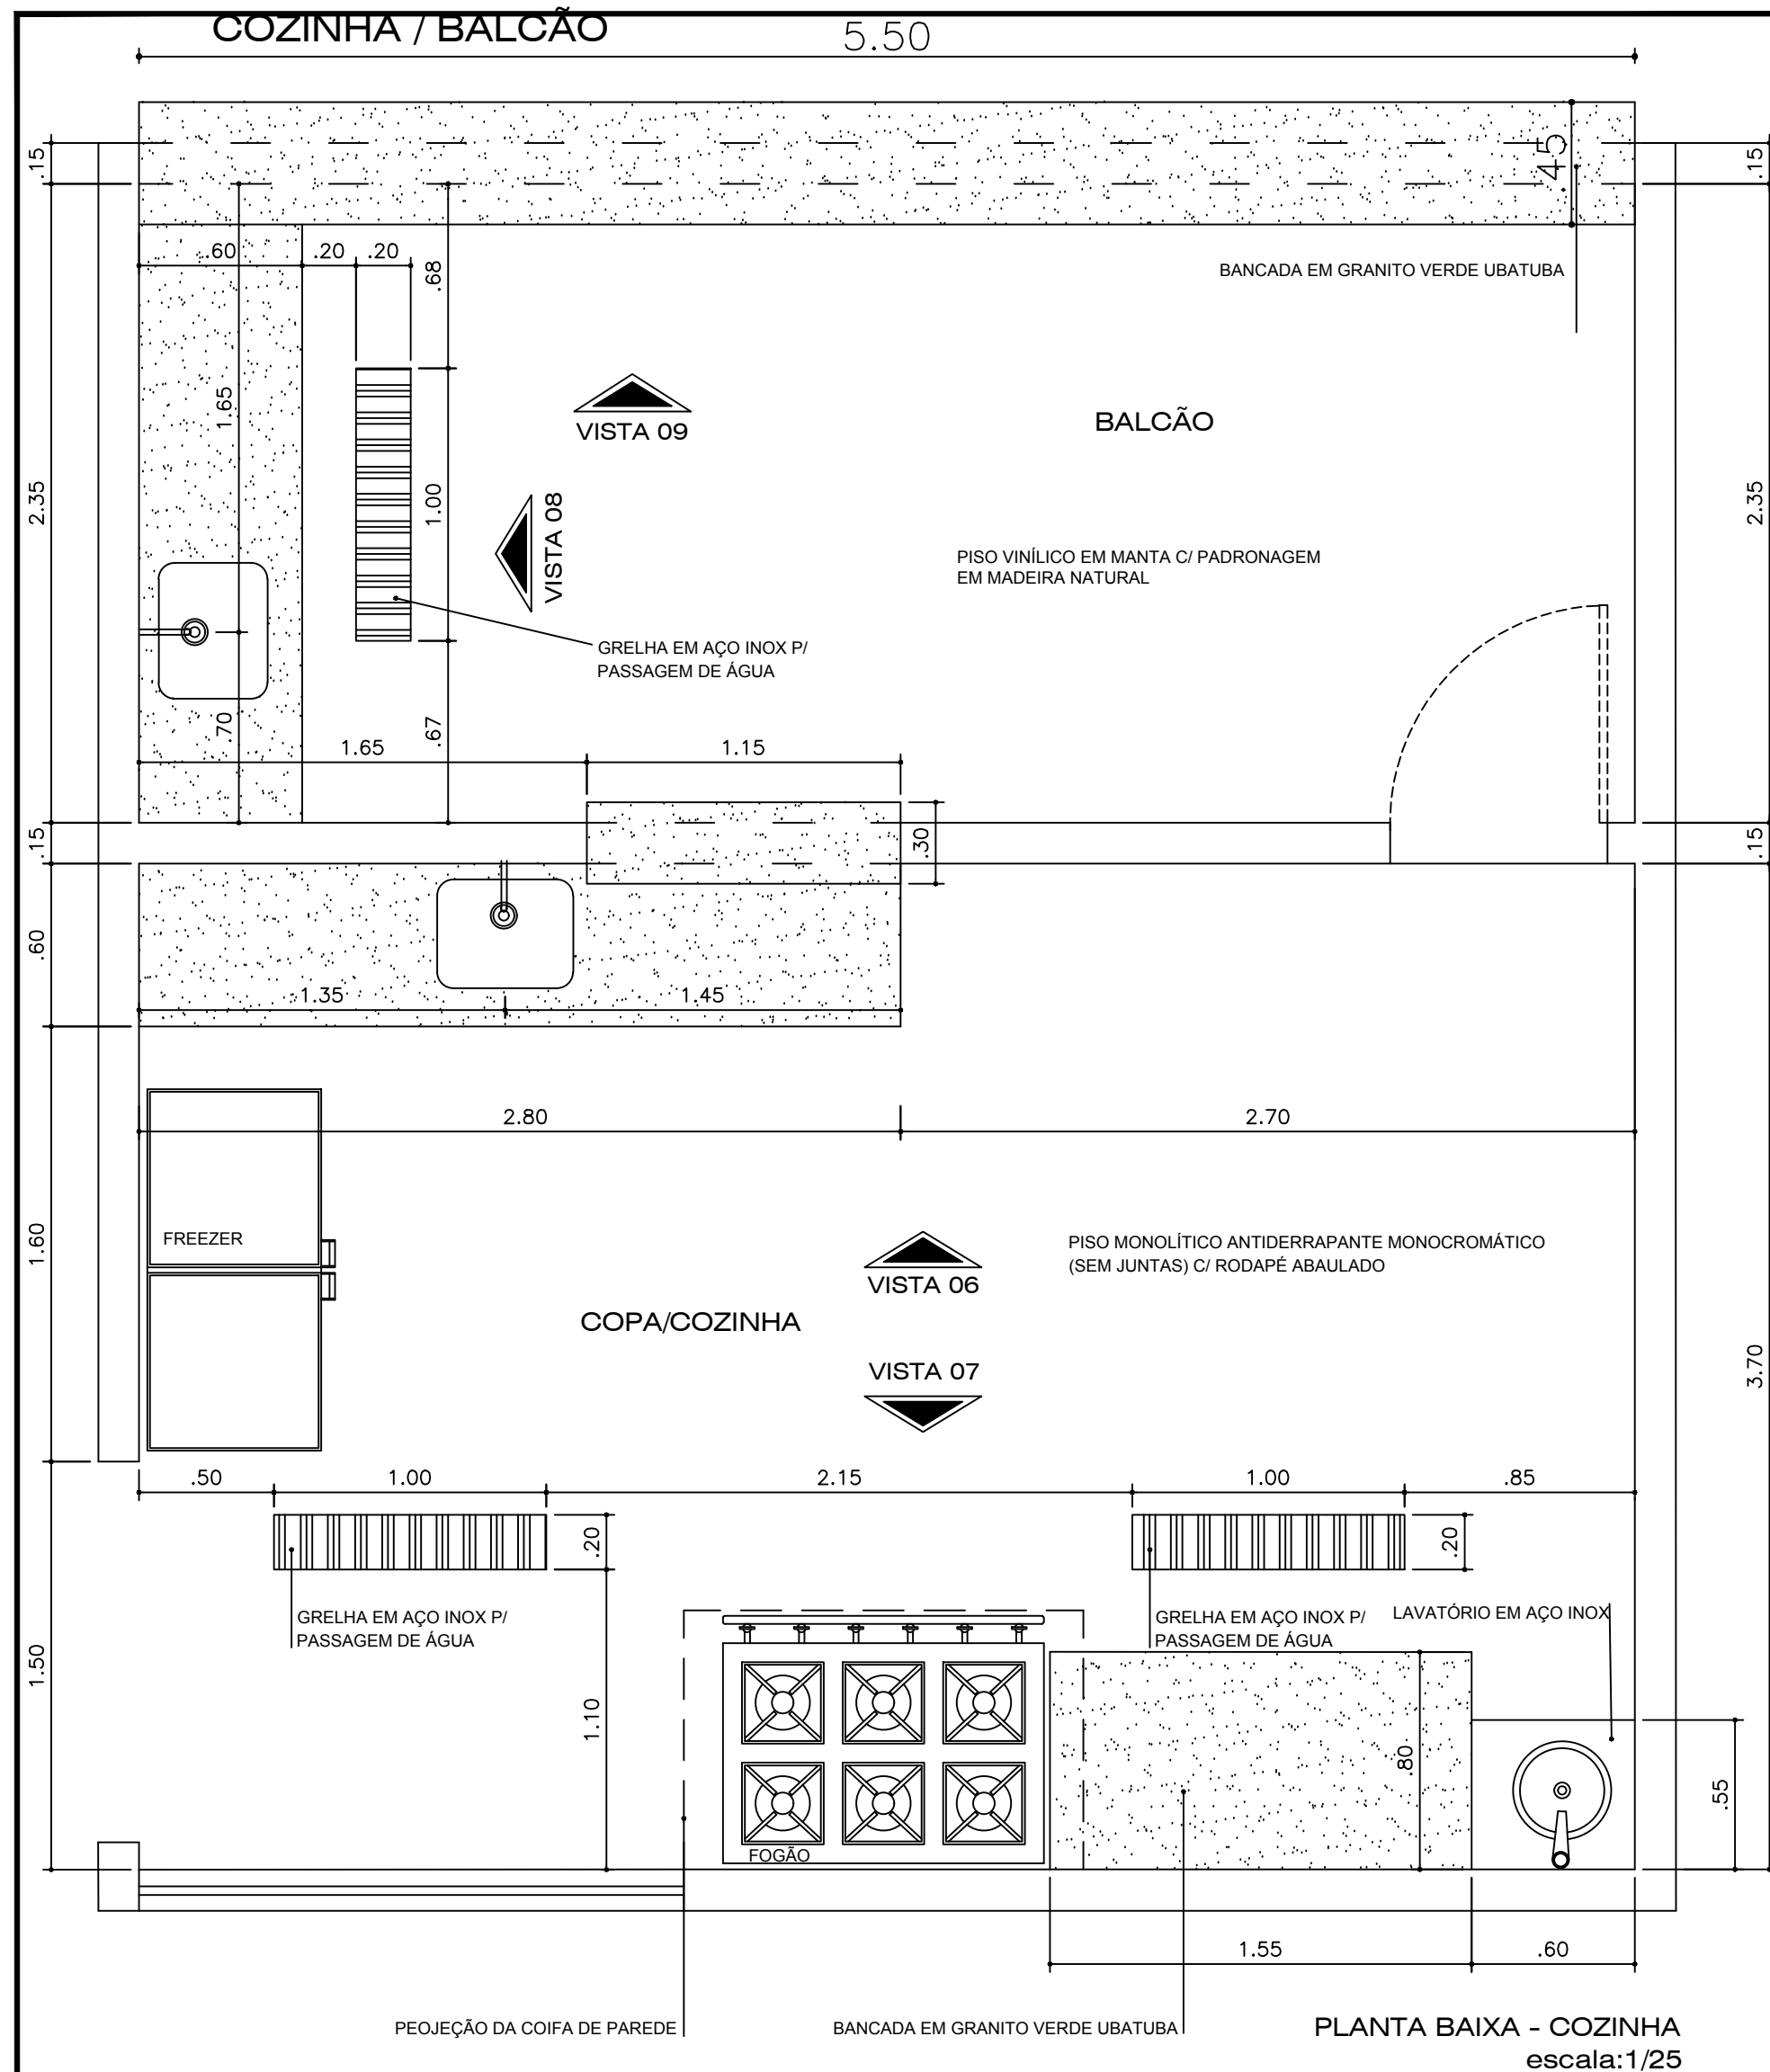 COZINHA / BALCÃO
5.50
.15
.45
.15
.60
.20
.20
.68
BANCADA EM GRANITO VERDE UBATUBA
1.65
VISTA 09
BALCÃO
2.35
1.00
VISTA 08
2.35
PISO VINÍLICO EM MANTA C/ PADRONAGEM
EM MADEIRA NATURAL
GRELHA EM AÇO INOX P/
PASSAGEM DE ÁGUA
.70
.67
1.65
1.15
.15
.30
.15
.60
1.35
1.45
2.80
2.70
FREEZER
1.60
VISTA 06
PISO MONOLÍTICO ANTIDERRAPANTE MONOCROMÁTICO
(SEM JUNTAS) C/ RODAPÉ ABAULADO
COPA/COZINHA
VISTA 07
3.70
.50
1.00
2.15
1.00
.85
.20
.20
GRELHA EM AÇO INOX P/
PASSAGEM DE ÁGUA
GRELHA EM AÇO INOX P/
PASSAGEM DE ÁGUA
LAVATÓRIO EM AÇO INOX
1.50
1.10
.80
.55
FOGÃO
1.55
.60
PEOJEÇÃO DA COIFA DE PAREDE
BANCADA EM GRANITO VERDE UBATUBA
PLANTA BAIXA - COZINHA
escala:1/25